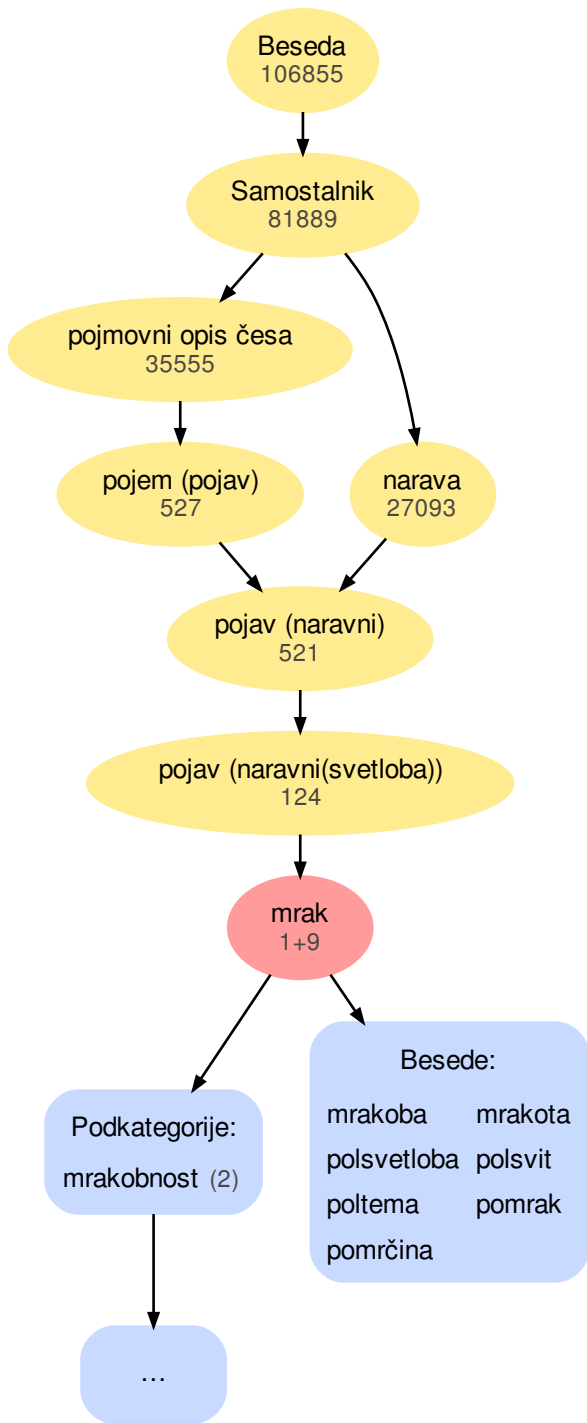 Beseda
106855
Samostalnik
81889
pojmovni opis česa
35555
pojem (pojav)
527
narava
27093
pojav (naravni)
521
pojav (naravni(svetloba))
124
mrak
1+9
Podkategorije:
mrakobnost (2)
...
Besede:
mrakoba mrakota
polsvetloba polsvit
poltema pomrak
pomrčina